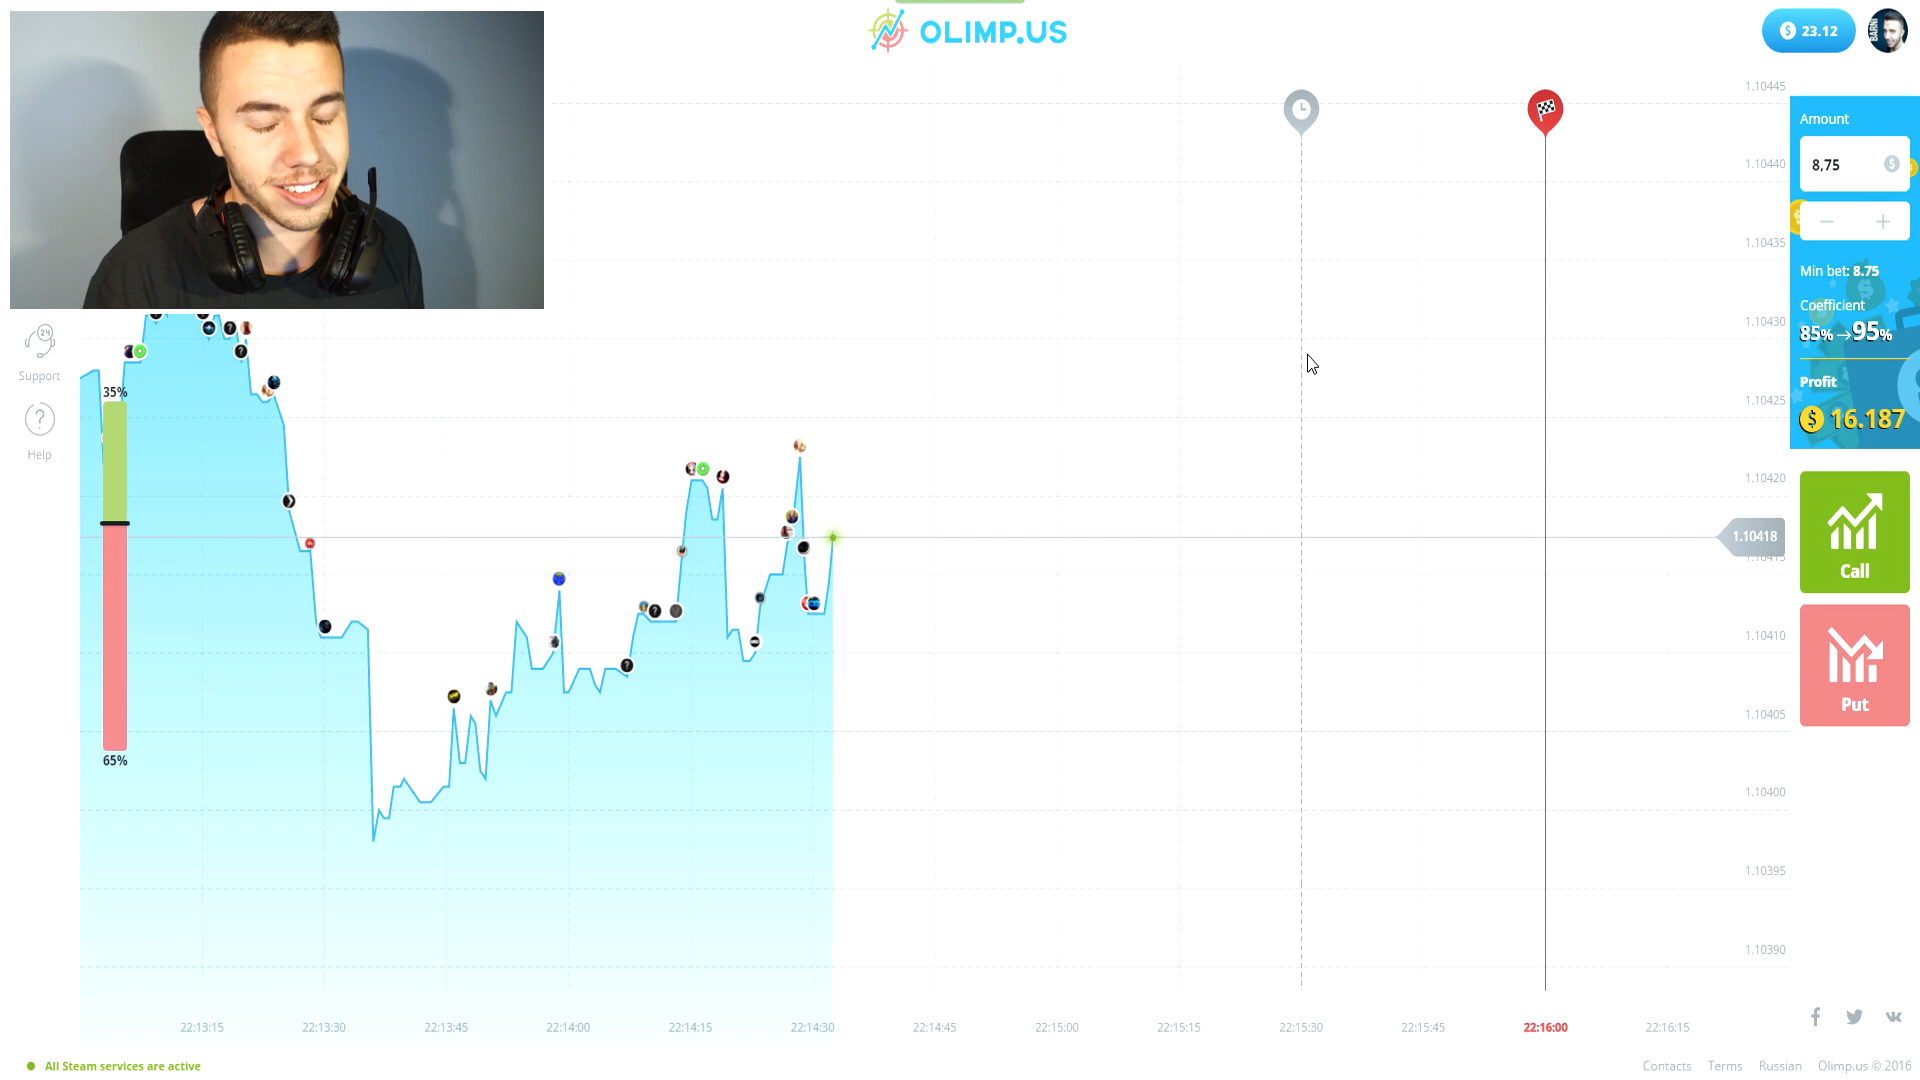 OLIMP.US
23.12
BARNI
1.10445
Amount
8,75
1.10440
1.10435
Min bet: 8.75
Coefficient
85% → 95%
1.10430
Support
24
Profit
16.187
35%
1.10425
Help
1.10420
1.10418
1.10415
Call
1.10410
Put
1.10405
65%
1.10400
1.10395
1.10390
22:13:15
22:13:30
22:13:45
22:14:00
22:14:15
22:14:30
22:14:45
22:15:00
22:15:15
22:15:30
22:15:45
22:16:00
22:16:15
All Steam services are active
Contacts
Terms
Russian
Olimp.us © 2016